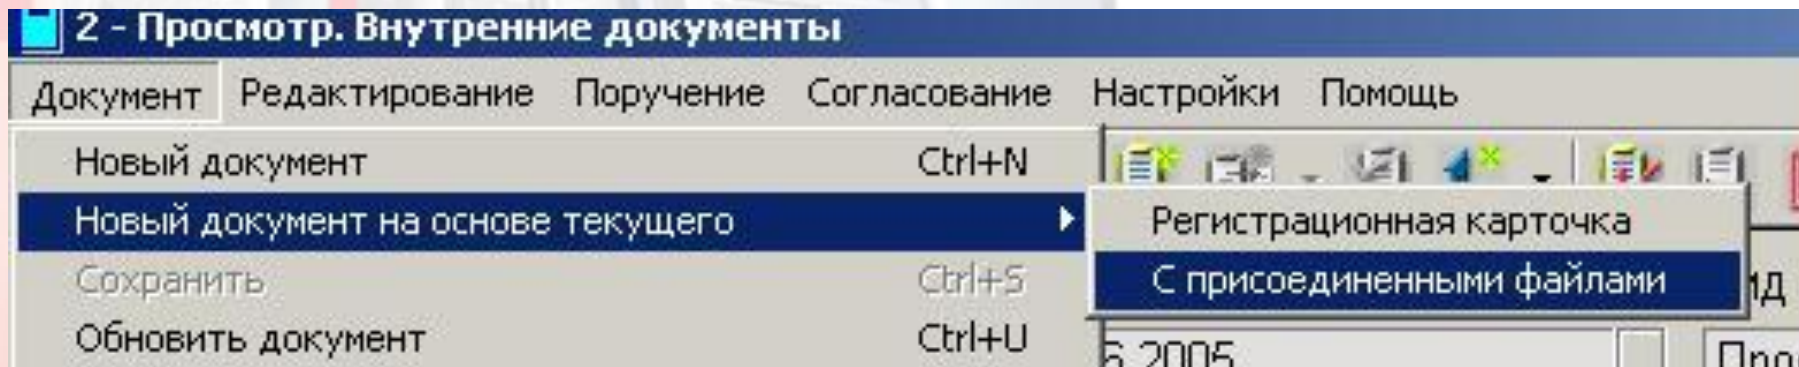 2 - Просмотр. Внутренние документы
Документ Редактирование Поручение Согласование Настройки Помощь
Новый документ Ctrl+N
Новый документ на основе текущего
Регистрационная карточка
Сохранить Ctrl+S
С присоединенными файлами
Обновить документ Ctrl+U
2005